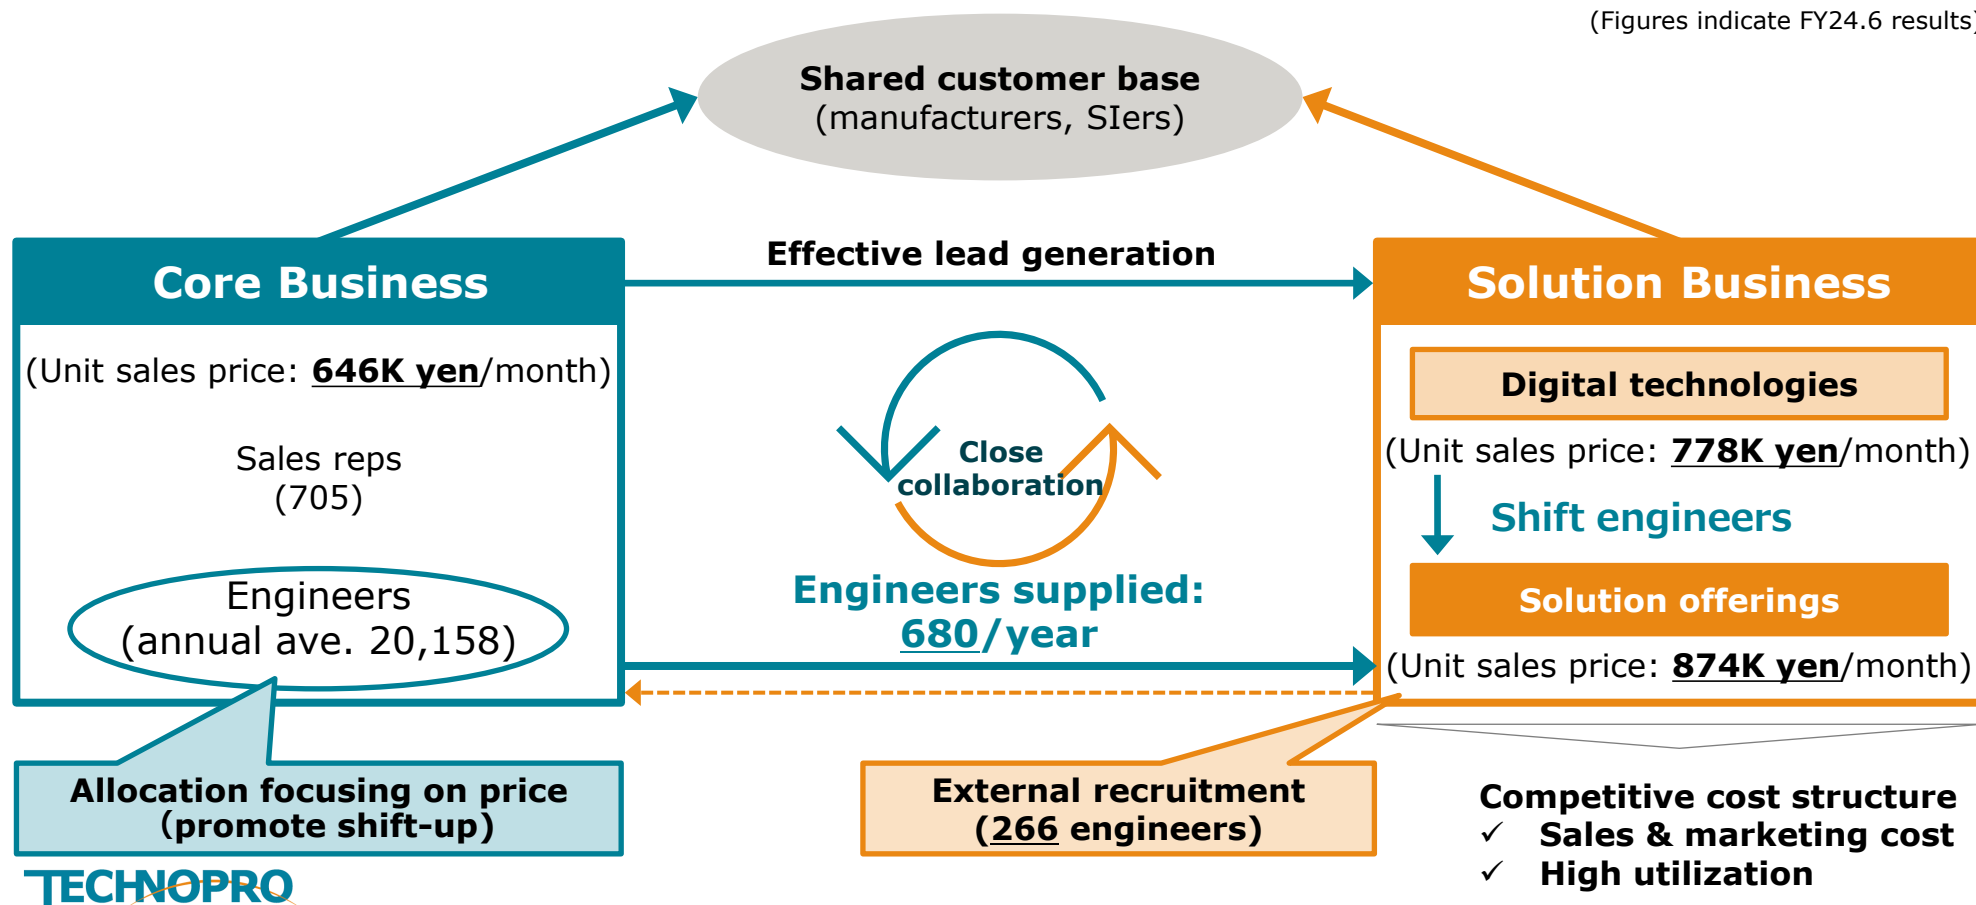 (Figures indicate FY24.6 results)
Shared customer base
(manufacturers, SIers)
Core Business
(Unit sales price: 646K yen/month)
Sales reps
(705)
Engineers
(annual ave. 20,158)
Allocation focusing on price
(promote shift-up)
Effective lead generation
Close
collaboration
Engineers supplied:
680/year
External recruitment
(266 engineers)
Solution Business
Digital technologies
(Unit sales price: 778K yen/month)
Shift engineers
Solution offerings
(Unit sales price: 874K yen/month)
Competitive cost structure
✓ Sales & marketing cost
✓ High utilization
TECHNOPRO